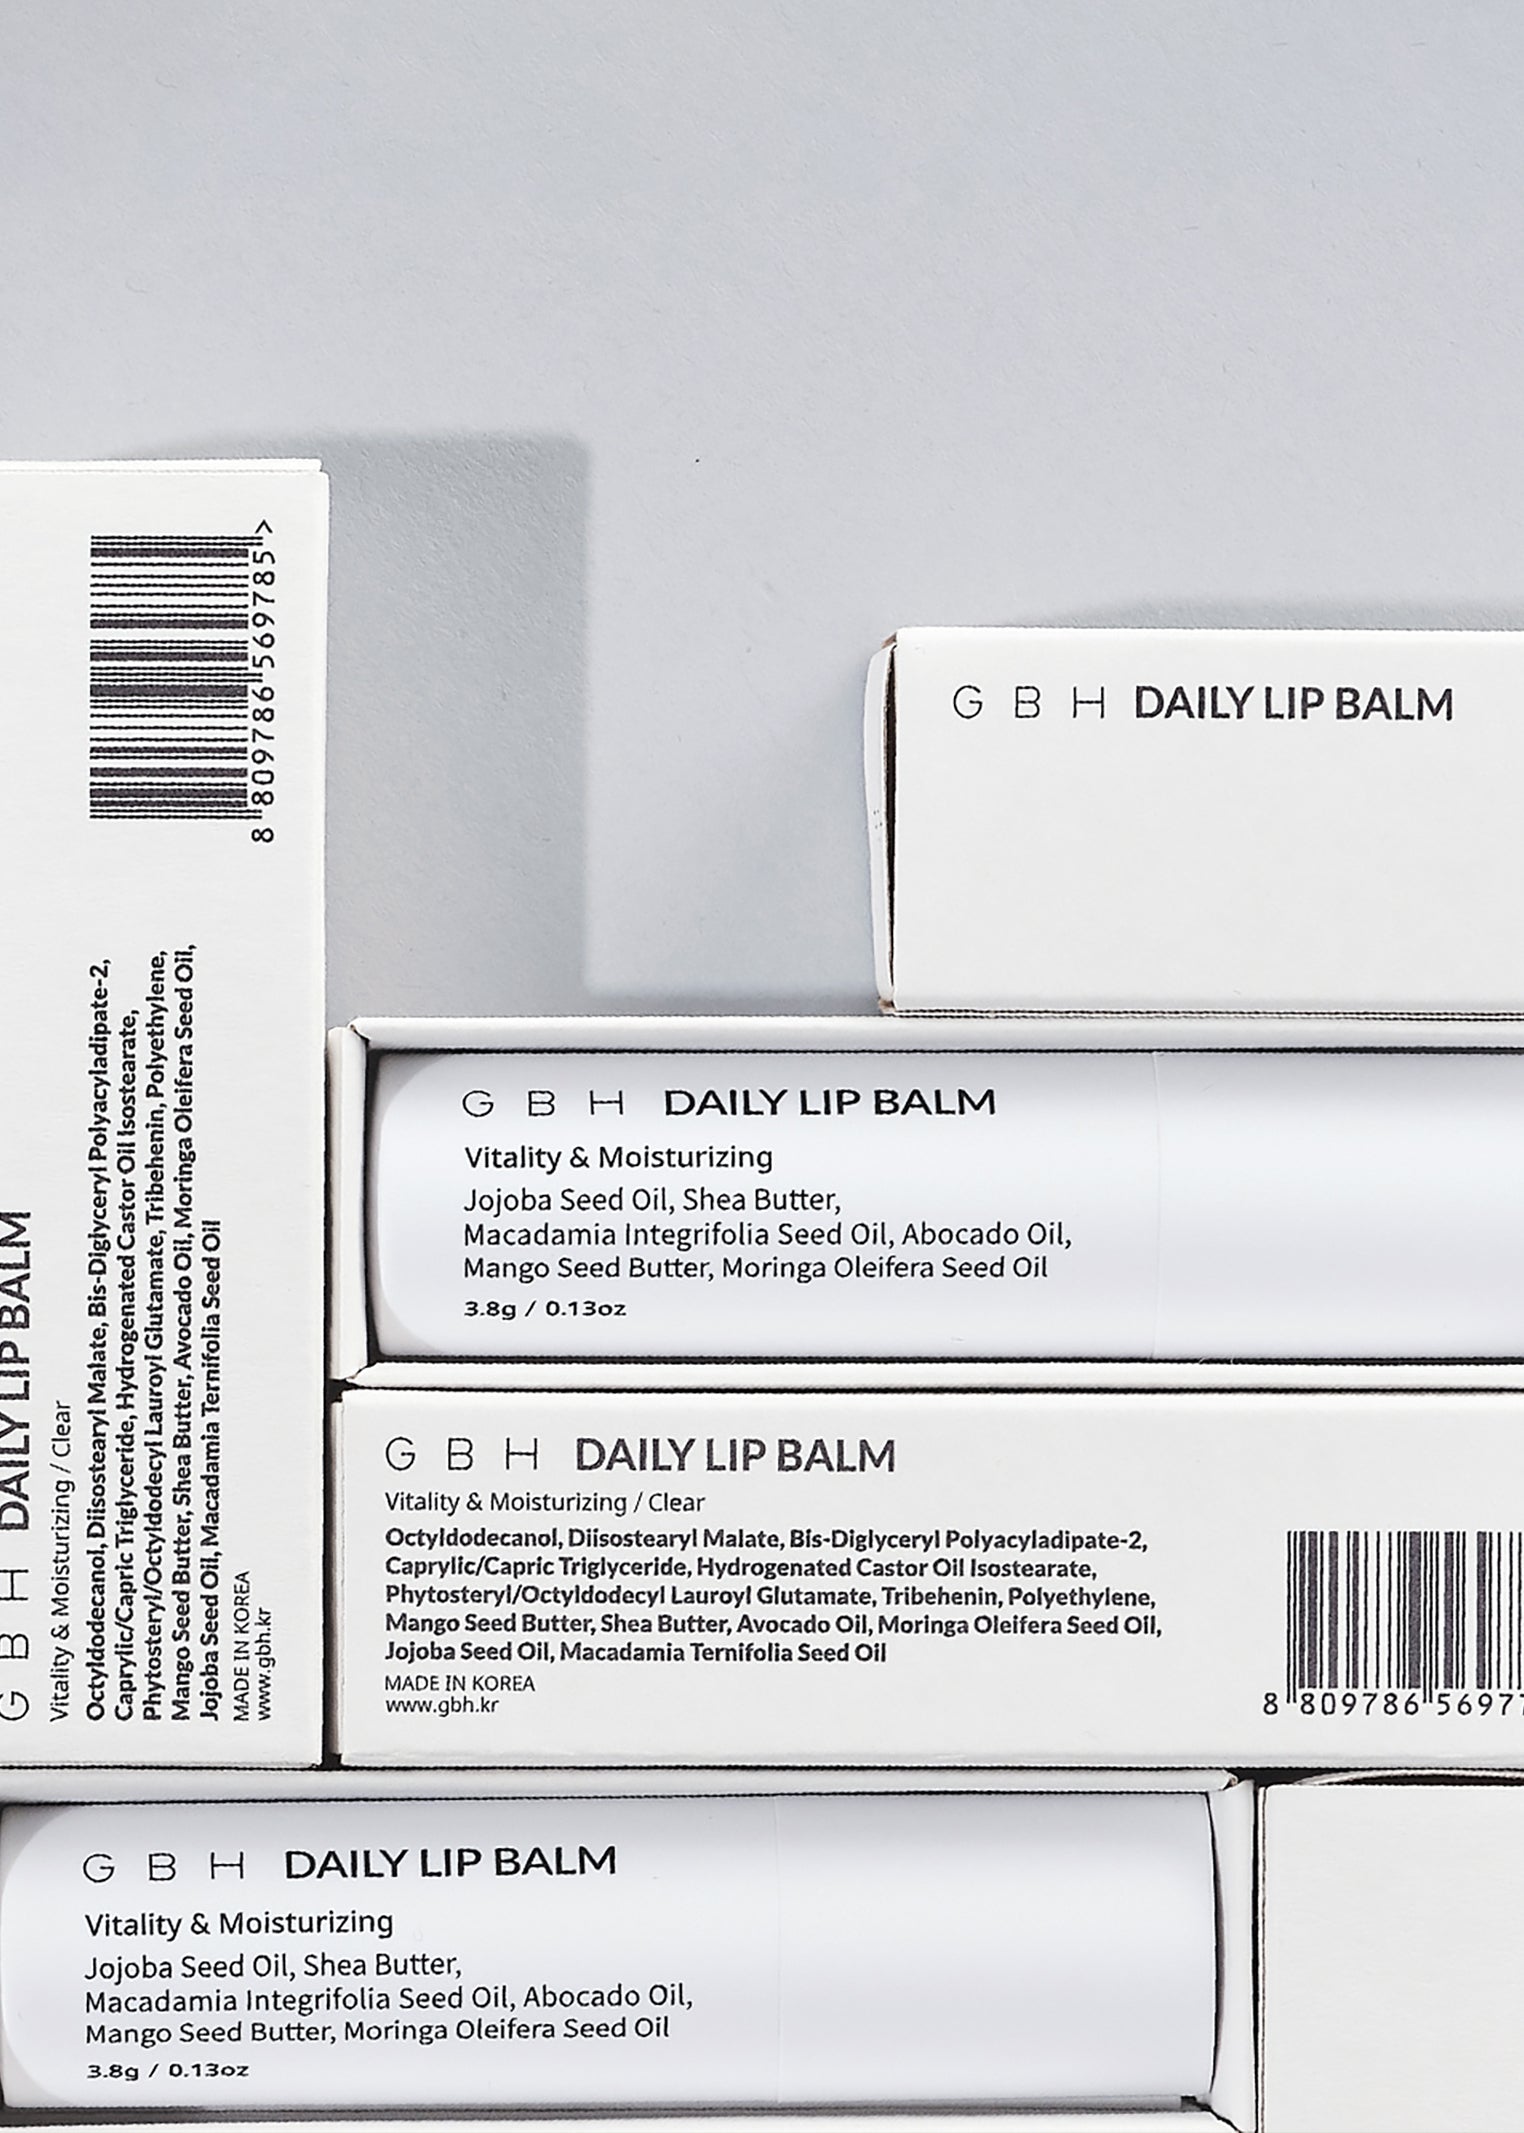 G B H DAILY LIP BALM
Vitality & Moisturizing / Clear
Octyldodecanol, Diisostearyl Malate, Bis-Diglyceryl Polyacyladipate-2,
Caprylic/Capric Triglyceride, Hydrogenated Castor Oil Isostearate,
Phytosteryl/Octyldodecyl Lauroyl Glutamate, Tribehenin, Polyethylene,
Mango Seed Butter, Shea Butter, Avocado Oil, Moringa Oleifera Seed Oil,
Jojoba Seed Oil, Macadamia Ternifolia Seed Oil
MADE IN KOREA
www.gbh.kr
8 809786 569785 >
G B H DAILY LIP BALM
G B H DAILY LIP BALM
Vitality & Moisturizing
Jojoba Seed Oil, Shea Butter,
Macadamia Integrifolia Seed Oil, Abocado Oil,
Mango Seed Butter, Moringa Oleifera Seed Oil
3.8g / 0.13oz
G B H DAILY LIP BALM
Vitality & Moisturizing / Clear
Octyldodecanol, Diisostearyl Malate, Bis-Diglyceryl Polyacyladipate-2,
Caprylic/Capric Triglyceride, Hydrogenated Castor Oil Isostearate,
Phytosteryl/Octyldodecyl Lauroyl Glutamate, Tribehenin, Polyethylene,
Mango Seed Butter, Shea Butter, Avocado Oil, Moringa Oleifera Seed Oil,
Jojoba Seed Oil, Macadamia Ternifolia Seed Oil
MADE IN KOREA
www.gbh.kr
8 809786 56977
G B H DAILY LIP BALM
Vitality & Moisturizing
Jojoba Seed Oil, Shea Butter,
Macadamia Integrifolia Seed Oil, Abocado Oil,
Mango Seed Butter, Moringa Oleifera Seed Oil
3.8g / 0.13oz